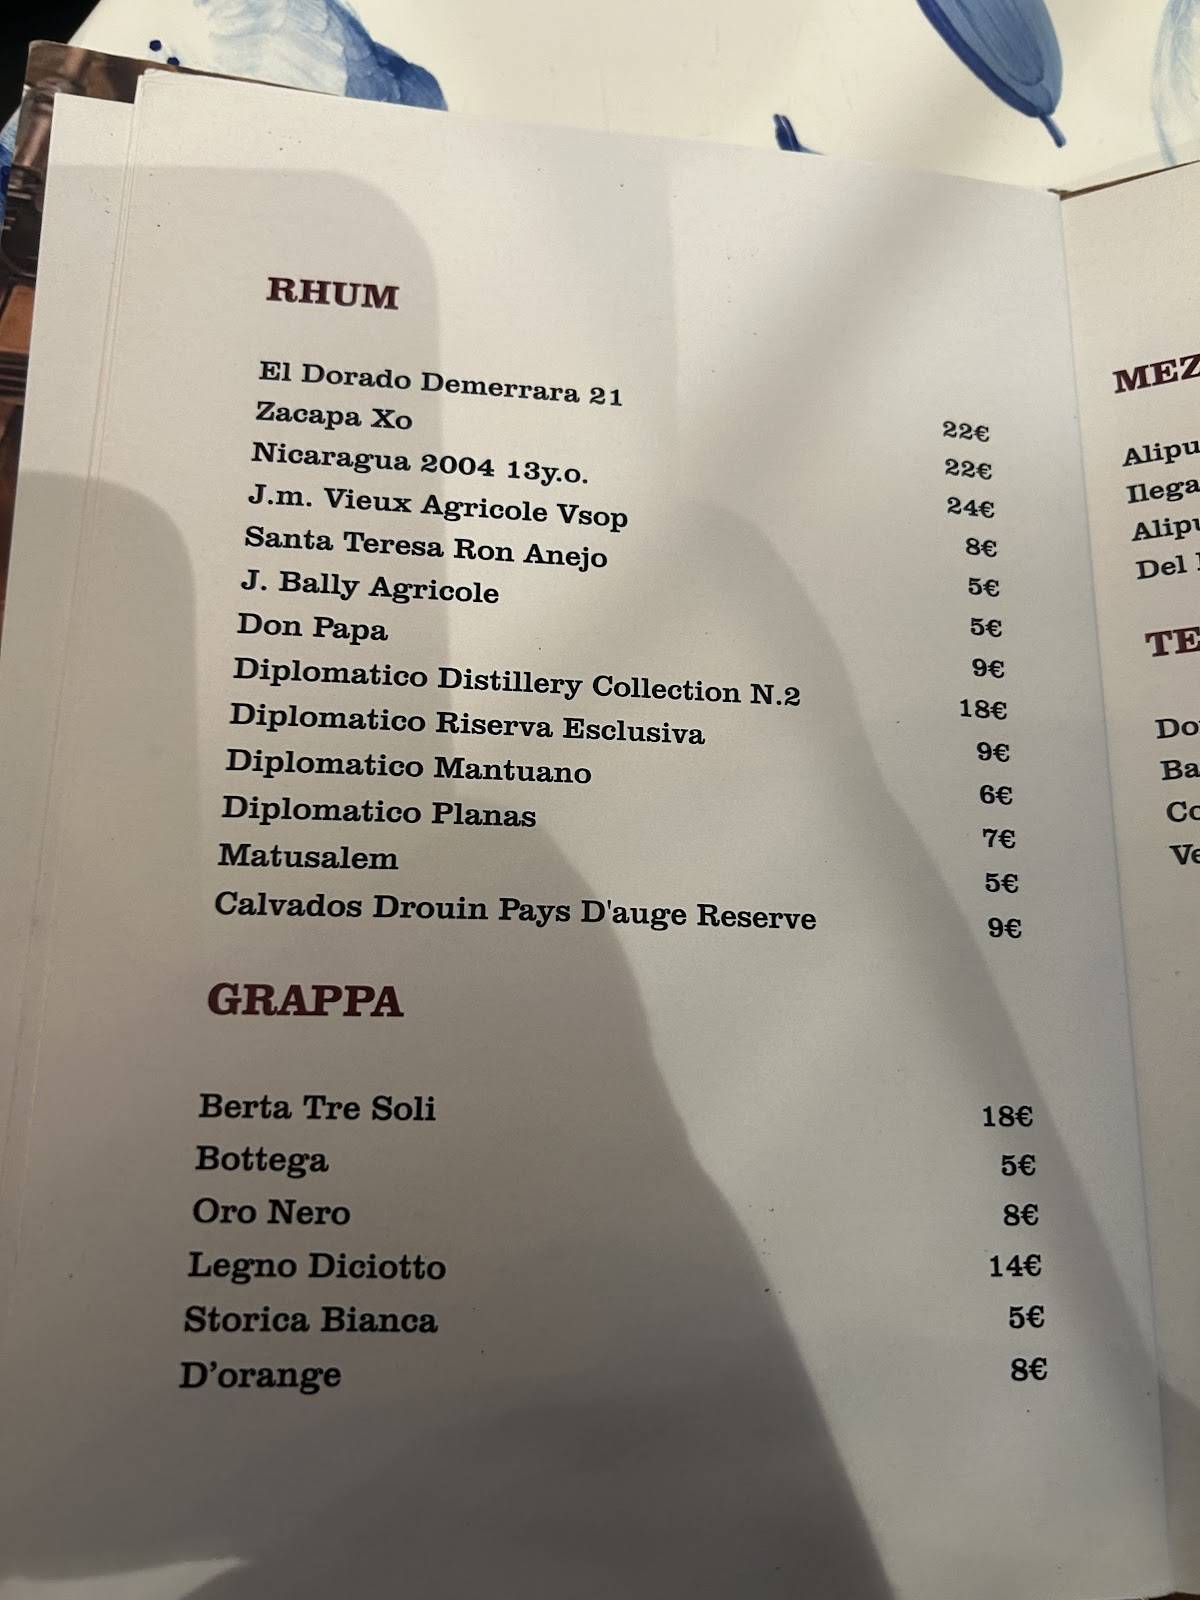 RHUM
El Dorado Demerrara 21 22€
Zacapa Xo 22€
Nicaragua 2004 13y.o. 24€
J.m. Vieux Agricole Vsop 8€
Santa Teresa Ron Anejo 5€
J. Bally Agricole 5€
Don Papa 9€
Diplomatico Distillery Collection N.2 18€
Diplomatico Riserva Esclusiva 9€
Diplomatico Mantuano 6€
Diplomatico Planas 7€
Matusalem 5€
Calvados Drouin Pays D'auge Reserve 9€
GRAPPA
Berta Tre Soli 18€
Bottega 5€
Oro Nero 8€
Legno Diciotto 14€
Storica Bianca 5€
D’orange 8€
MEZ
Alipu
Ilega
Alipu
Del
TE
Do
Ba
Co
Ve